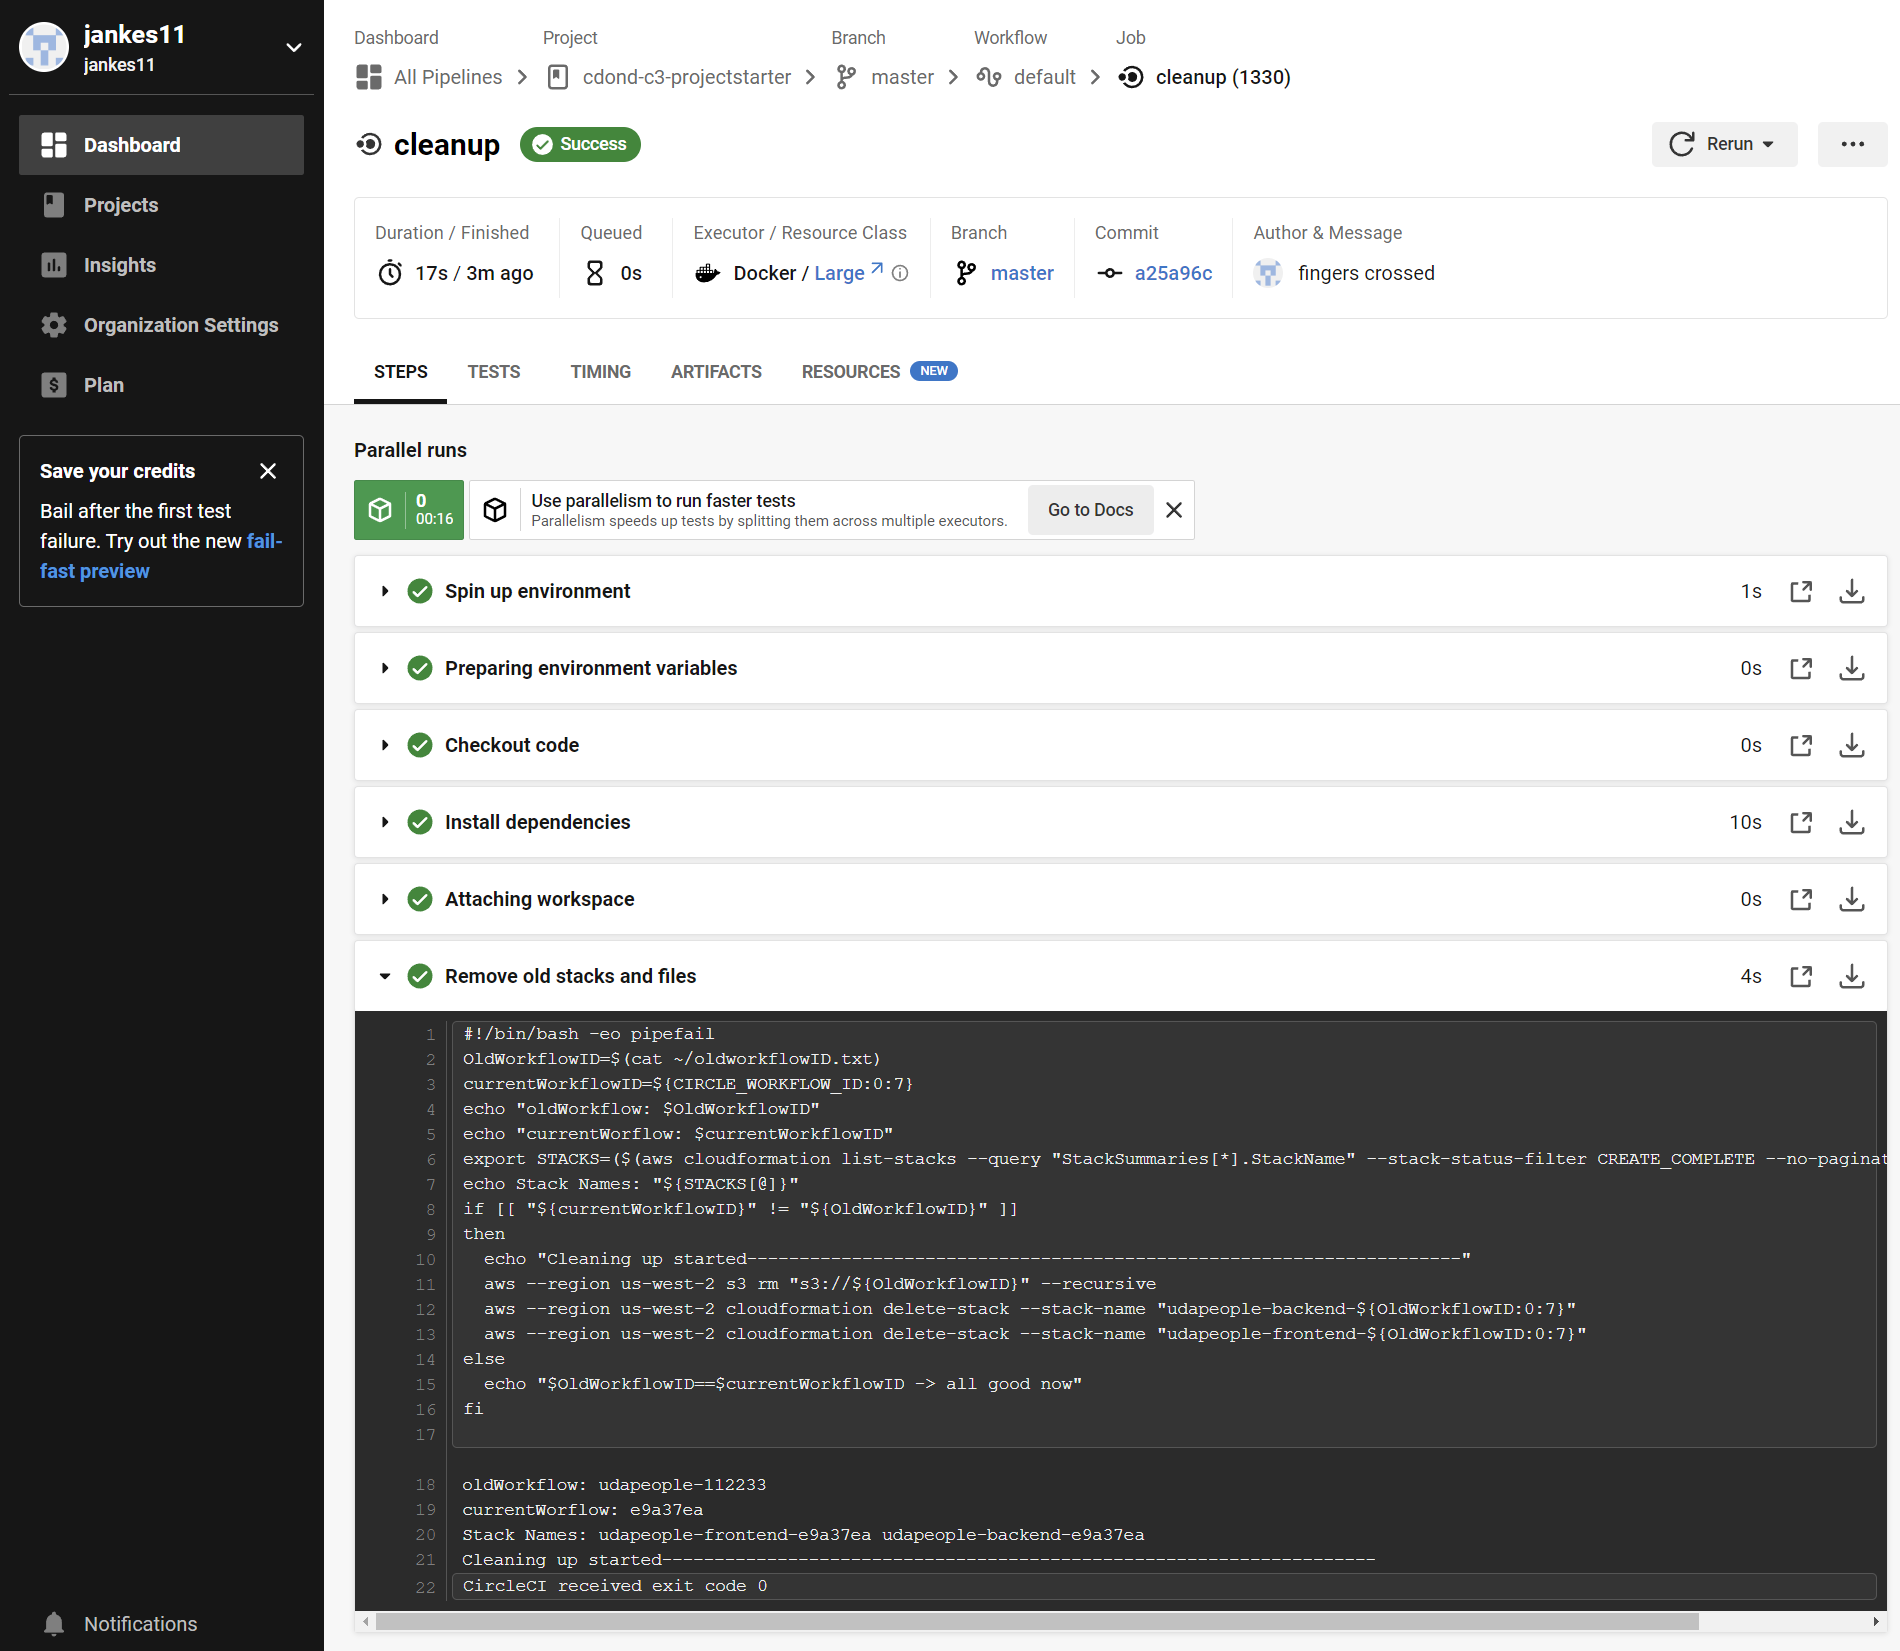 jankes11
jankes11
Dashboard
Projects
Insights
Organization Settings
Plan
Save your credits
Bail after the first test
failure. Try out the new fail-
fast preview
Notifications
Dashboard Project Branch Workflow Job
All Pipelines cdond-c3-projectstarter master default cleanup (1330)
cleanup Success Rerun
Duration / Finished Queued Executor / Resource Class Branch Commit Author & Message
17s / 3m ago 0s Docker / Large master a25a96c fingers crossed
STEPS TESTS TIMING ARTIFACTS RESOURCES NEW
Parallel runs
0
00:16
Use parallelism to run faster tests
Parallelism speeds up tests by splitting them across multiple executors.
Go to Docs
Spin up environment 1s
Preparing environment variables 0s
Checkout code 0s
Install dependencies 10s
Attaching workspace 0s
Remove old stacks and files 4s
1 #!/bin/bash -eo pipefail
2 OldWorkflowID=$(cat ~/oldworkflowID.txt)
3 currentWorkflowID=${CIRCLE_WORKFLOW_ID:0:7}
4 echo "oldWorkflow: $OldWorkflowID"
5 echo "currentWorflow: $currentWorkflowID"
6 export STACKS=($(aws cloudformation list-stacks --query "StackSummaries[*].StackName" --stack-status-filter CREATE_COMPLETE --no-paginat
7 echo Stack Names: "${STACKS[@]}"
8 if [[ "${currentWorkflowID}" != "${OldWorkflowID}" ]]
9 then
10 echo "Cleaning up started--------------------------------------------------------------------"
11 aws --region us-west-2 s3 rm "s3://${OldWorkflowID}" --recursive
12 aws --region us-west-2 cloudformation delete-stack --stack-name "udapeople-backend-${OldWorkflowID:0:7}"
13 aws --region us-west-2 cloudformation delete-stack --stack-name "udapeople-frontend-${OldWorkflowID:0:7}"
14 else
15 echo "$OldWorkflowID==$currentWorkflowID -> all good now"
16 fi
17
18 oldWorkflow: udapeople-112233
19 currentWorflow: e9a37ea
20 Stack Names: udapeople-frontend-e9a37ea udapeople-backend-e9a37ea
21 Cleaning up started--------------------------------------------------------------------
22 CircleCI received exit code 0